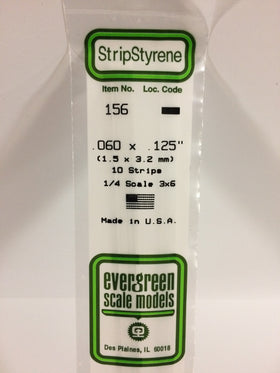 StripStyrene
Item No. Loc. Code
156
.060 x .125"
(1.5 x 3.2 mm)
10 Strips
1/4 Scale 3x6
Made in U.S.A.
evergreen
scale models
Des Plaines, IL 60018